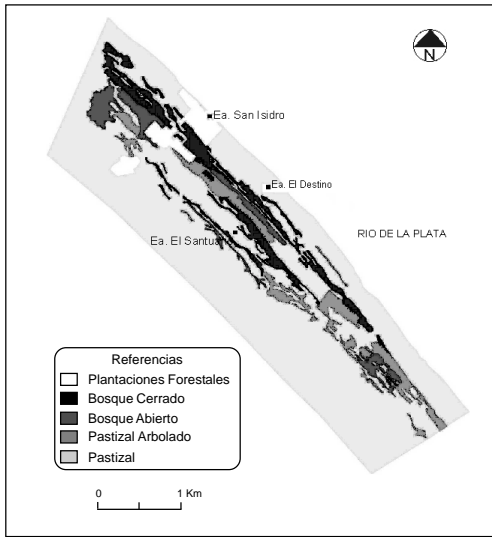 N
Ea. San Isidro
Ea. El Destino
RIO DE LA PLATA
Ea. El Santuario
Referencias
Plantaciones Forestales
Bosque Cerrado
Bosque Abierto
Pastizal Arbolado
Pastizal
0 1 Km